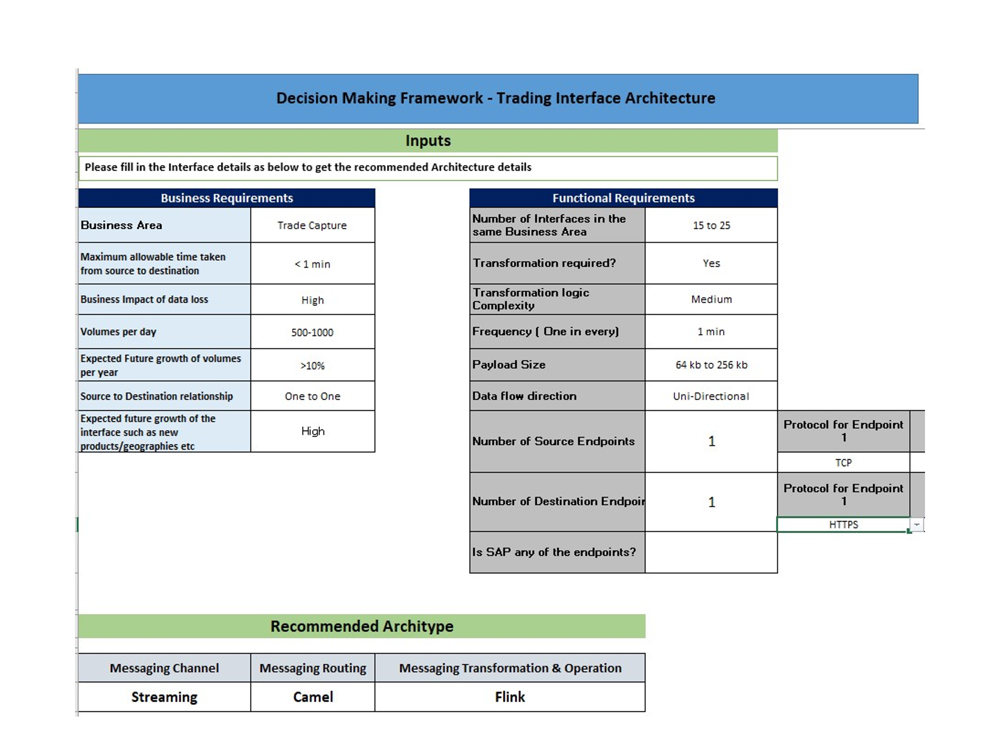 Decision Making Framework - Trading Interface Architecture
Inputs
Please fill in the Interface details as below to get the recommended Architecture details
Business Requirements
Business Area
Trade Capture
Maximum allowable time taken
from source to destination
< 1 min
Business Impact of data loss
High
Volumes per day
500-1000
Expected Future growth of volumes
per year
>10%
Source to Destination relationship
One to One
Expected future growth of the
interface such as new
products/geographies etc
High
Functional Requirements
Number of Interfaces in the
same Business Area
15 to 25
Transformation required?
Yes
Transformation logic
Complexity
Medium
Frequency ( One in every)
1 min
Payload Size
64 kb to 256 kb
Data flow direction
Uni-Directional
Number of Source Endpoints
1
Protocol for Endpoint
1
TCP
Number of Destination Endpoir
1
Protocol for Endpoint
1
HTTPS
Is SAP any of the endpoints?
Recommended Architype
Messaging Channel
Messaging Routing
Messaging Transformation & Operation
Streaming
Camel
Flink